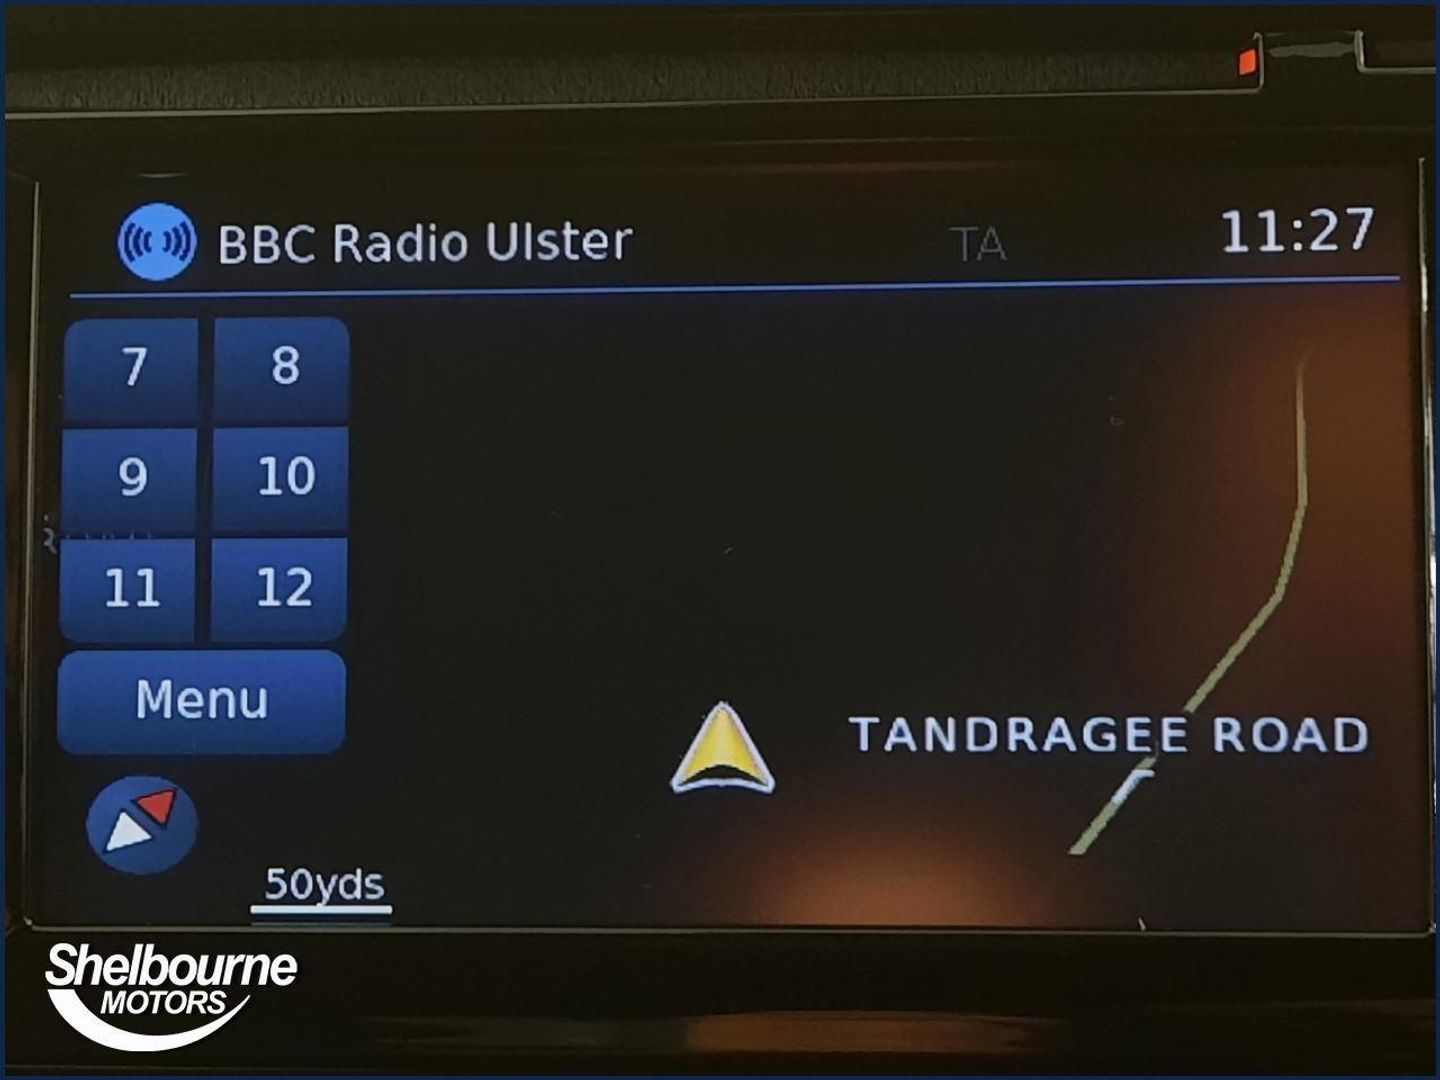 BBC Radio Ulster
TA
11:27
7 8
9 10
11 12
Menu
TANDRAGEE ROAD
50yds
Shelbourne
MOTORS